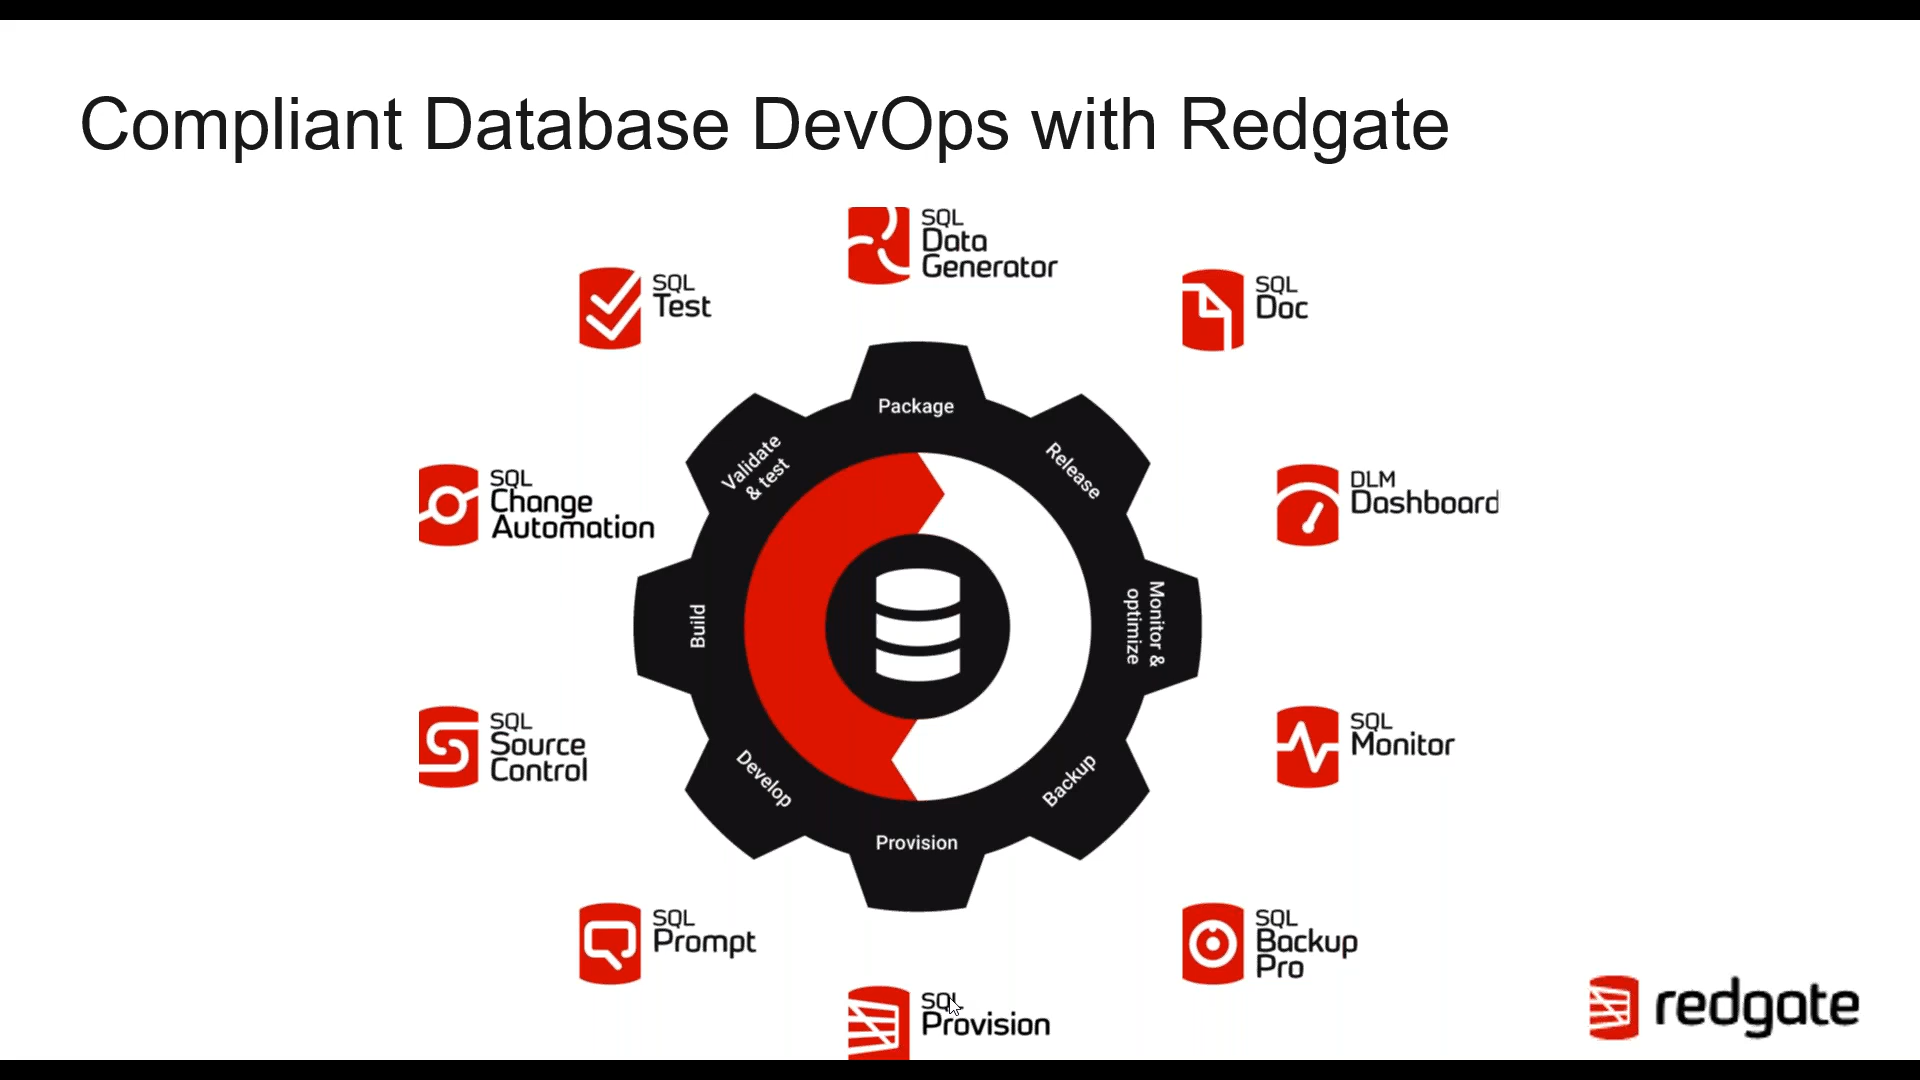 Compliant Database DevOps with Redgate
SQL
Data
Generator
SQL
Test
SQL
Doc
Package
Validate
& test
Release
SQL
Change
Automation
DLM
Dashboard
Build
Monitor &
optimize
SQL
Source
Control
SQL
Monitor
Develop
Backup
Provision
SQL
Prompt
SQL
Backup
Pro
SQL
Provision
redgate